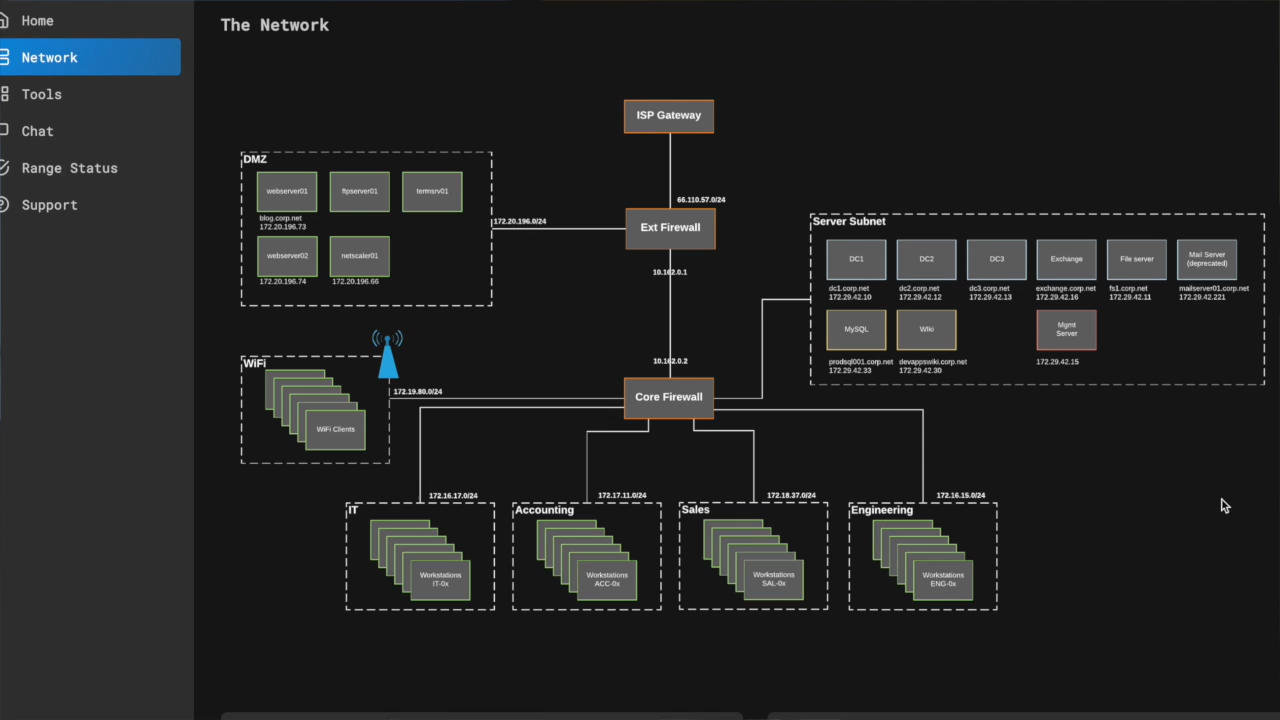 Home
Network
Tools
Chat
Range Status
Support
The Network
ISP Gateway
66.110.57.0/24
Ext Firewall
10.162.0.1
10.162.0.2
Core Firewall
DMZ
webserver01
ftpserver01
termsrv01
blog.corp.net
172.20.196.73
webserver02
netscaler01
172.20.196.74
172.20.196.66
172.20.196.0/24
WiFi
WiFi Clients
172.19.80.0/24
Server Subnet
DC1
DC2
DC3
Exchange
File server
Mail Server
(deprecated)
dc1.corp.net
172.29.42.10
dc2.corp.net
172.29.42.12
dc3.corp.net
172.29.42.13
exchange.corp.net
172.29.42.16
fs1.corp.net
172.29.42.11
mailserver01.corp.net
172.29.42.221
MySQL
Wiki
Mgmt
Server
prodsql001.corp.net
172.29.42.33
devappswiki.corp.net
172.29.42.30
172.29.42.15
172.16.17.0/24
IT
Workstations
IT-0x
172.17.11.0/24
Accounting
Workstations
ACC-0x
172.18.37.0/24
Sales
Workstations
SAL-0x
172.16.15.0/24
Engineering
Workstations
ENG-0x